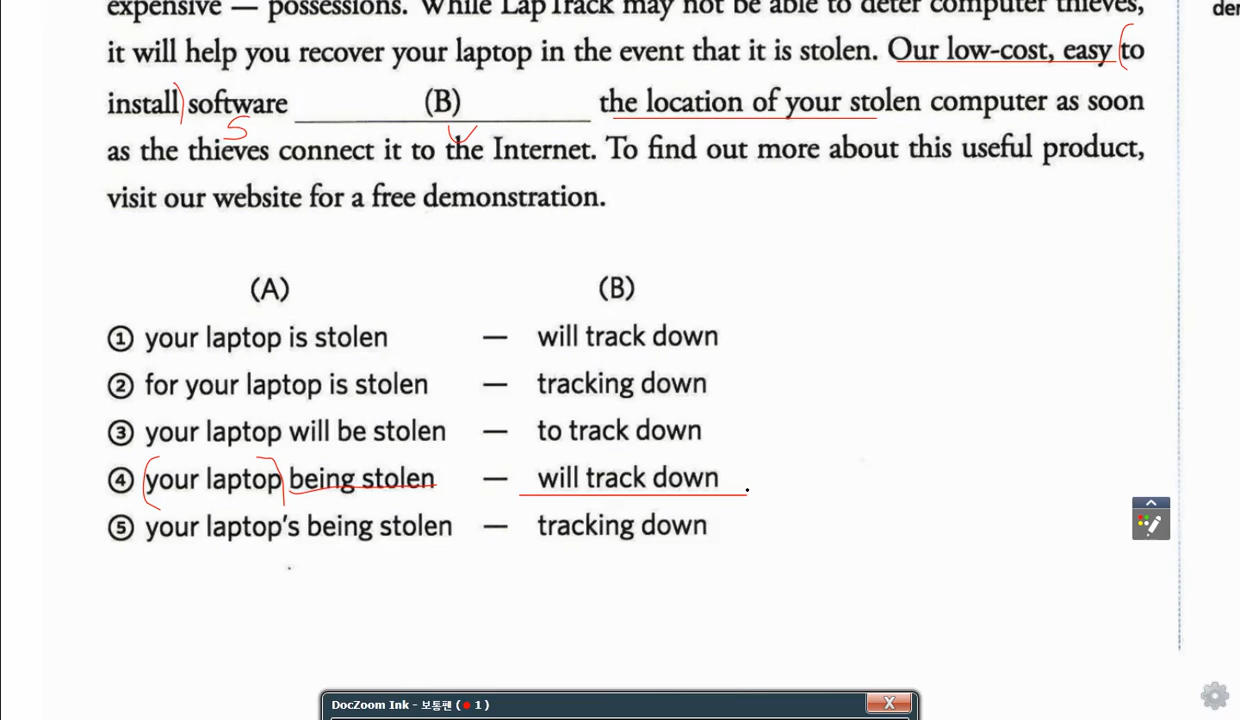 expensive — possessions. While LapTrack may not be able to deter computer thieves,
it will help you recover your laptop in the event that it is stolen. Our low-cost, easy to
install software (B) the location of your stolen computer as soon
S
as the thieves connect it to the Internet. To find out more about this useful product,
visit our website for a free demonstration.
(A) (B)
① your laptop is stolen — will track down
② for your laptop is stolen — tracking down
③ your laptop will be stolen — to track down
④ your laptop being stolen — will track down
⑤ your laptop's being stolen — tracking down
DocZoom Ink - 보통펜 ( 1 ) X